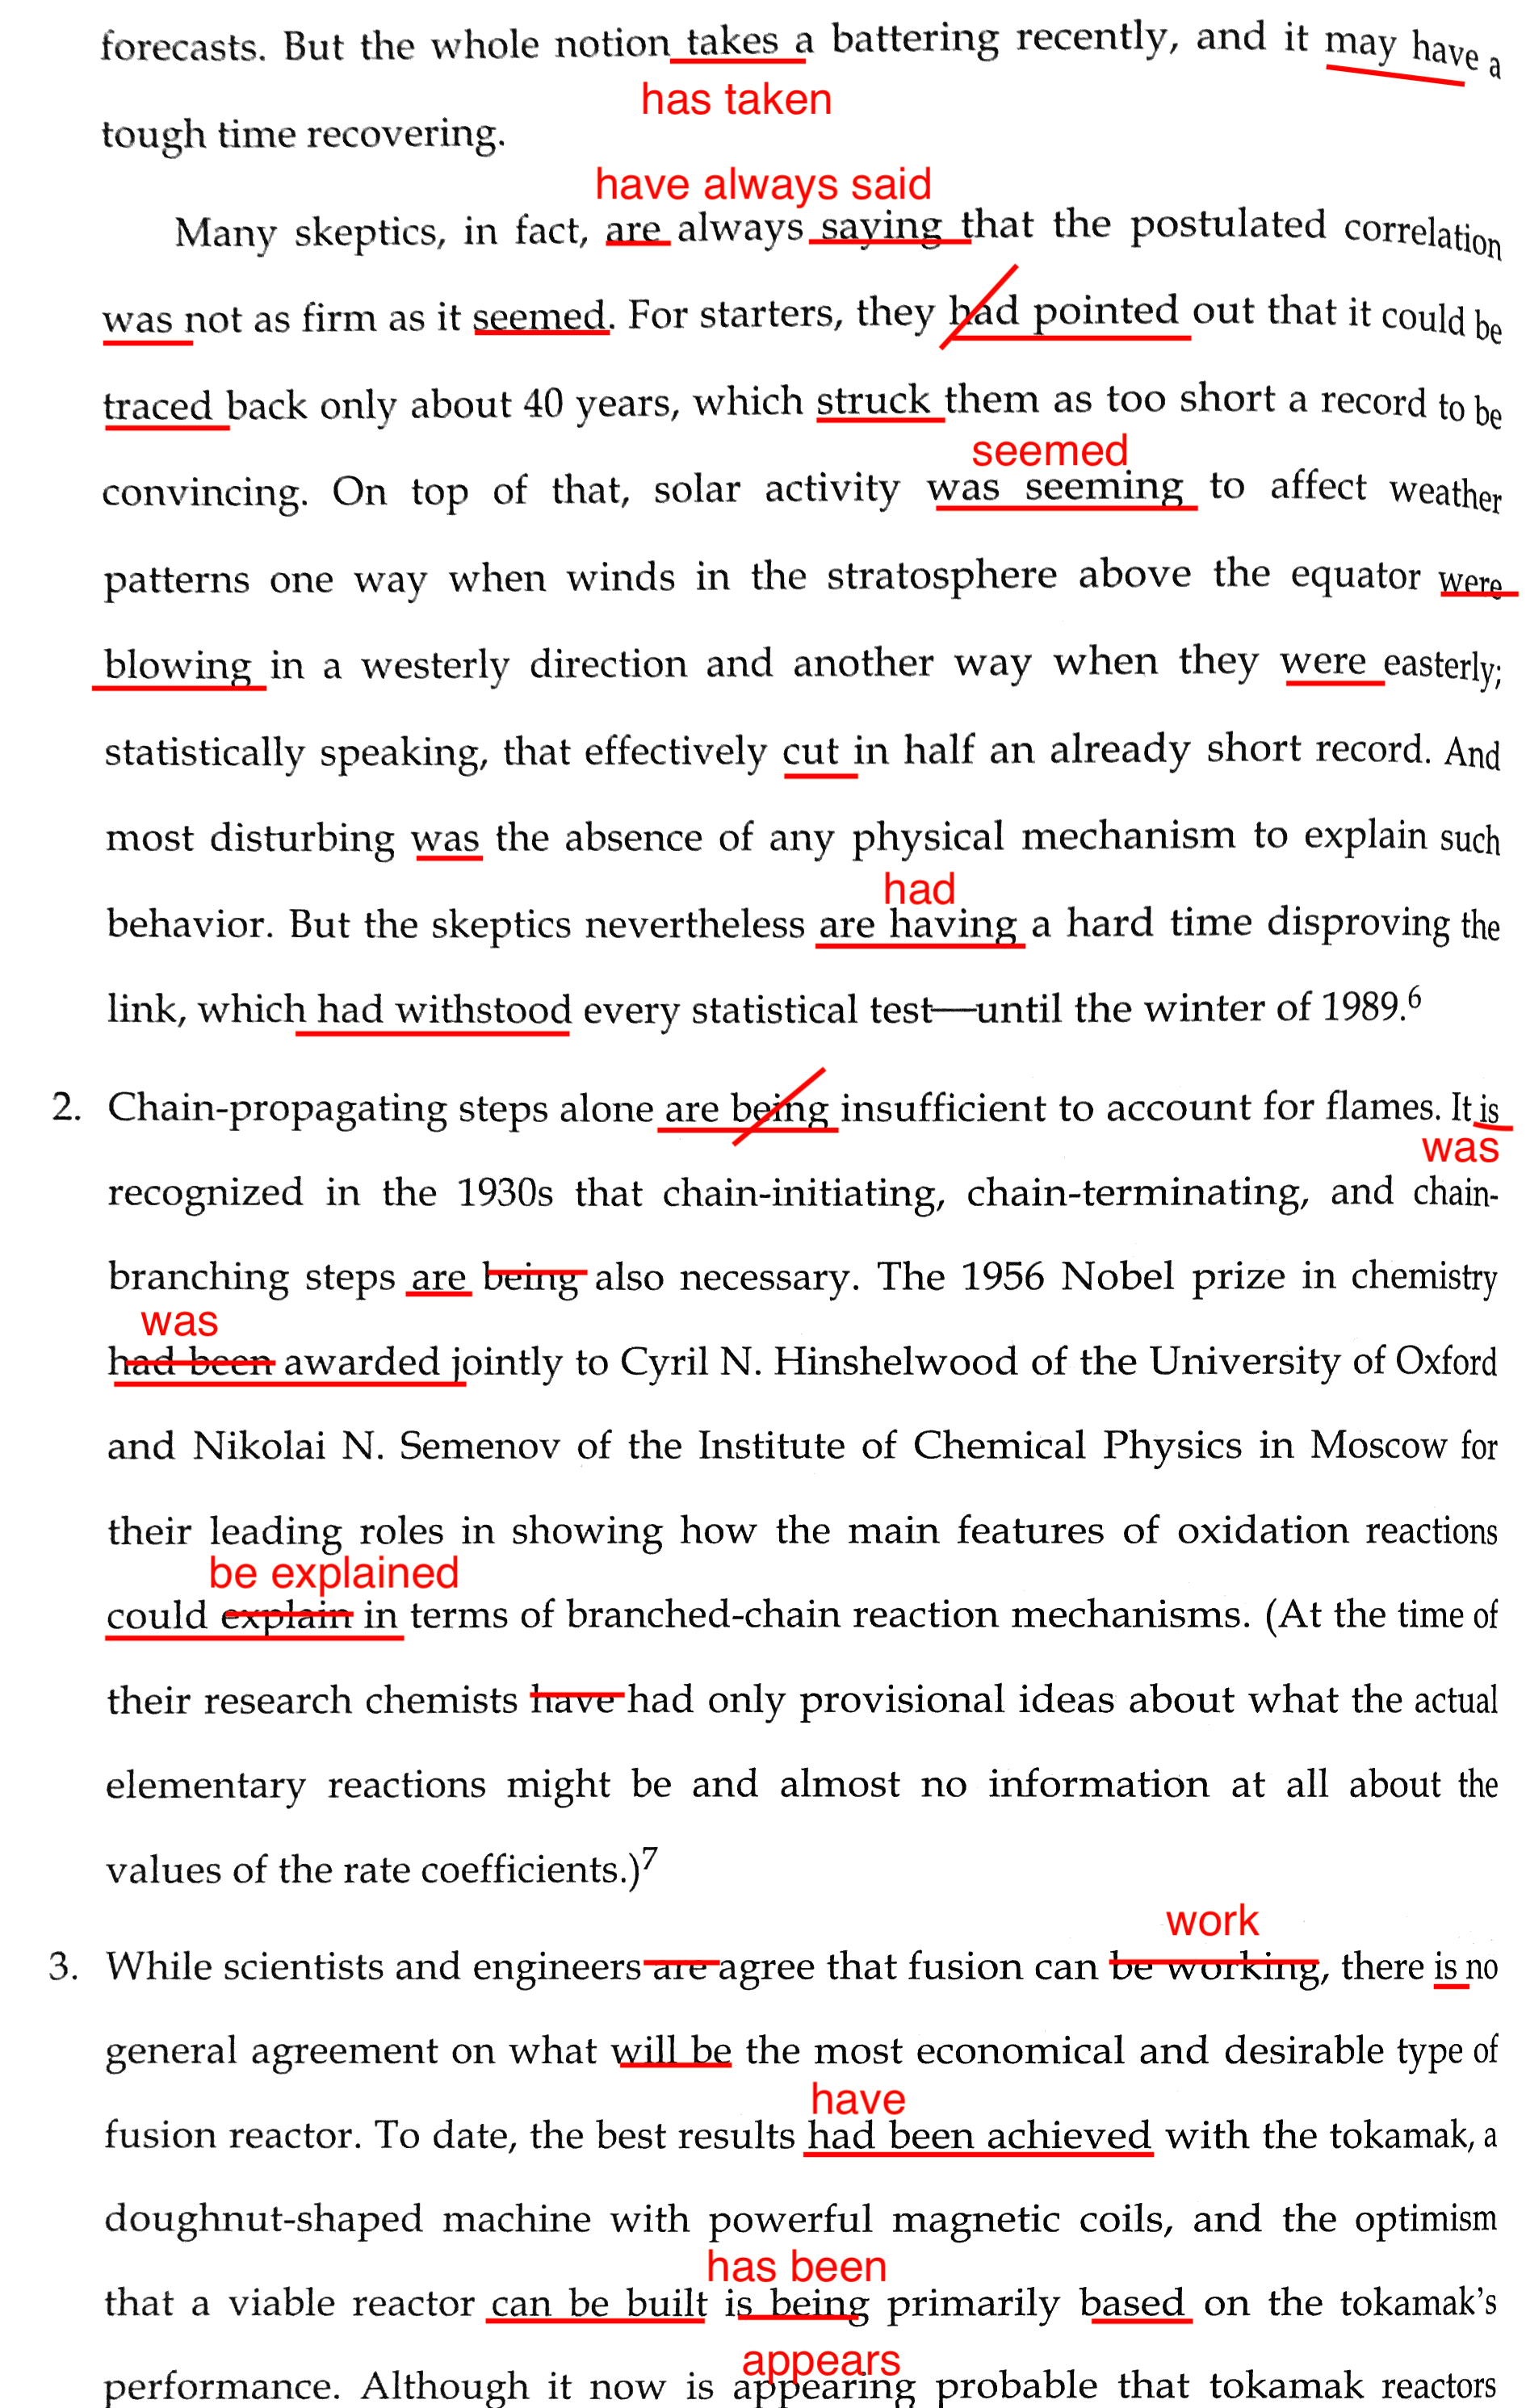 forecasts. But the whole notion takes a battering recently, and it may have a
has taken
tough time recovering.
have always said
Many skeptics, in fact, are always saying that the postulated correlation
was not as firm as it seemed. For starters, they had pointed out that it could be
traced back only about 40 years, which struck them as too short a record to be
seemed
convincing. On top of that, solar activity was seeming to affect weather
patterns one way when winds in the stratosphere above the equator were
blowing in a westerly direction and another way when they were easterly;
statistically speaking, that effectively cut in half an already short record. And
most disturbing was the absence of any physical mechanism to explain such
had
behavior. But the skeptics nevertheless are having a hard time disproving the
link, which had withstood every statistical test—until the winter of 1989.6
2. Chain-propagating steps alone are being insufficient to account for flames. It is
was
recognized in the 1930s that chain-initiating, chain-terminating, and chain-
branching steps are being also necessary. The 1956 Nobel prize in chemistry
was
had been awarded jointly to Cyril N. Hinshelwood of the University of Oxford
and Nikolai N. Semenov of the Institute of Chemical Physics in Moscow for
their leading roles in showing how the main features of oxidation reactions
be explained
could explain in terms of branched-chain reaction mechanisms. (At the time of
their research chemists have had only provisional ideas about what the actual
elementary reactions might be and almost no information at all about the
values of the rate coefficients.)7
work
3. While scientists and engineers are agree that fusion can be working, there is no
general agreement on what will be the most economical and desirable type of
have
fusion reactor. To date, the best results had been achieved with the tokamak, a
doughnut-shaped machine with powerful magnetic coils, and the optimism
has been
that a viable reactor can be built is being primarily based on the tokamak's
appears
performance. Although it now is appearing probable that tokamak reactors